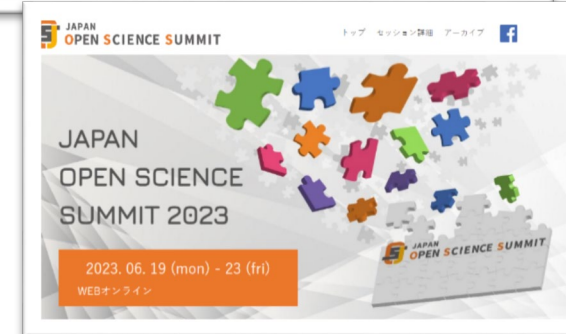 JAPAN
OPEN SCIENCE SUMMIT
トップ セッション詳細 アーカイブ
JAPAN
OPEN SCIENCE
SUMMIT 2023
2023. 06. 19 (mon) - 23 (fri)
WEBオンライン
JAPAN
OPEN SCIENCE SUMMIT